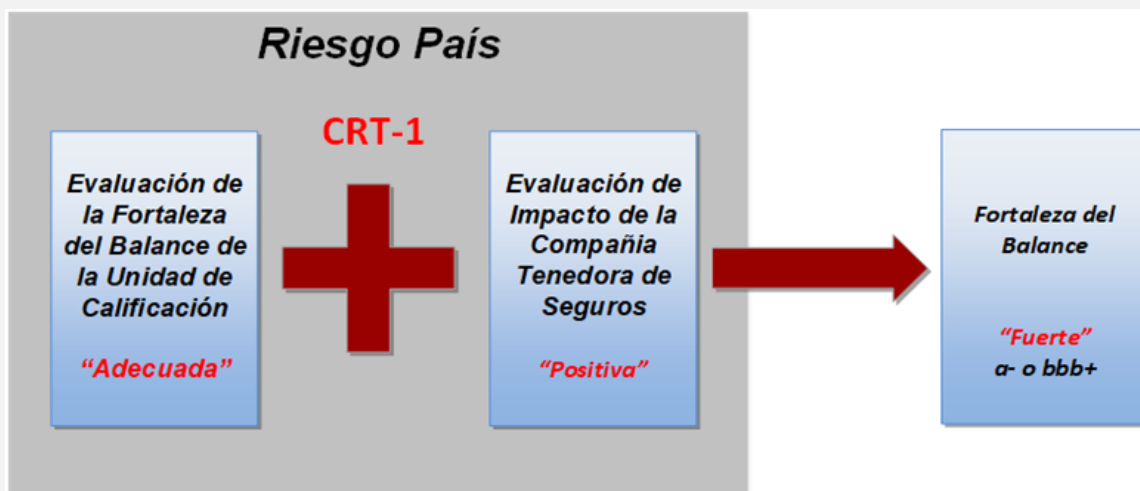 Riesgo País
CRT-1
Evaluación de
la Fortaleza
del Balance de
la Unidad de
Calificación
“Adecuada”
Evaluación de
Impacto de la
Compañia
Tenedora de
Seguros
“Positiva”
Fortaleza del
Balance
“Fuerte”
a- o bbb+